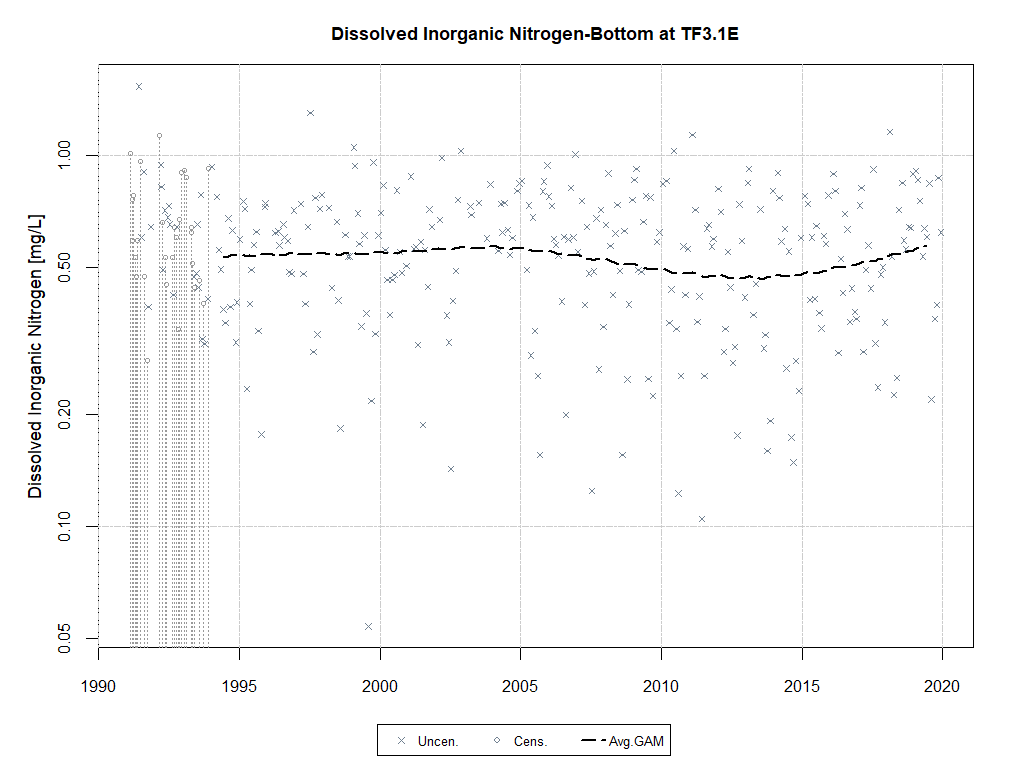 Dissolved Inorganic Nitrogen-Bottom at TF3.1E
Dissolved Inorganic Nitrogen [mg/L]
1.00
0.50
0.20
0.10
0.05
1990 1995 2000 2005 2010 2015 2020
Uncen. Cens. Avg.GAM